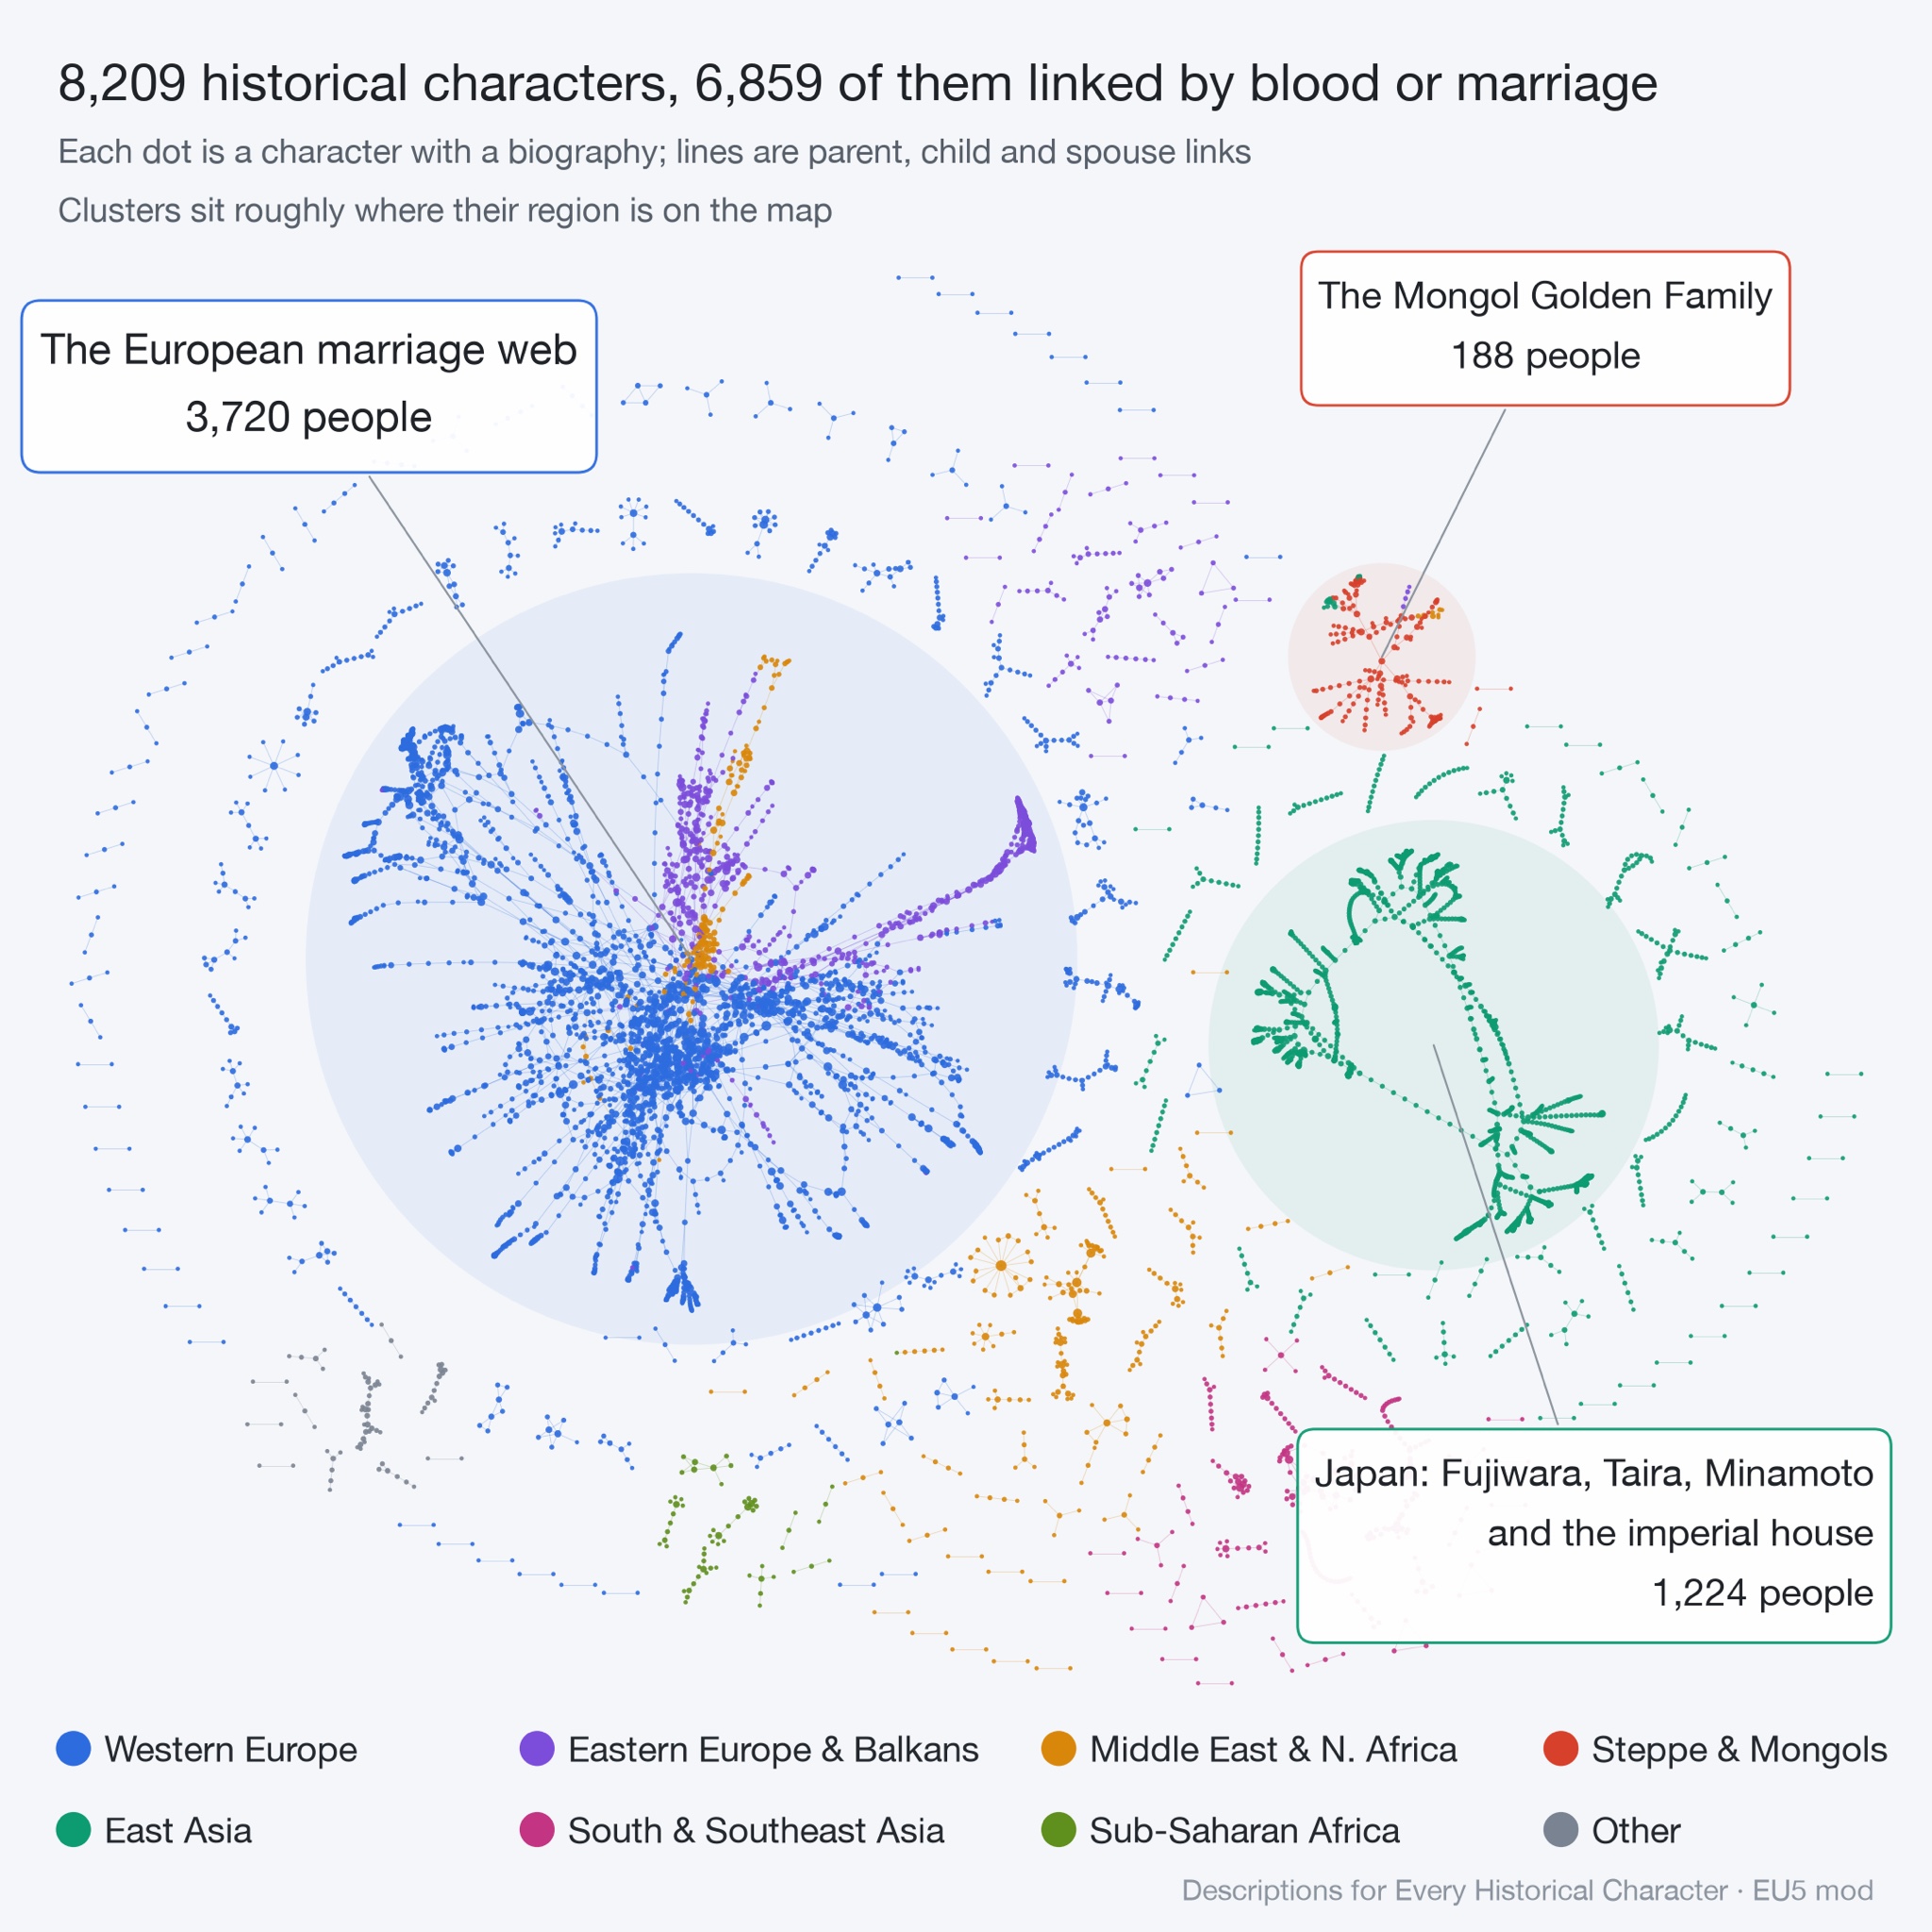 8,209 historical characters, 6,859 of them linked by blood or marriage
Each dot is a character with a biography; lines are parent, child and spouse links
Clusters sit roughly where their region is on the map
The European marriage web
3,720 people
The Mongol Golden Family
188 people
Japan: Fujiwara, Taira, Minamoto
and the imperial house
1,224 people
Western Europe
Eastern Europe & Balkans
Middle East & N. Africa
Steppe & Mongols
East Asia
South & Southeast Asia
Sub-Saharan Africa
Other
Descriptions for Every Historical Character · EU5 mod